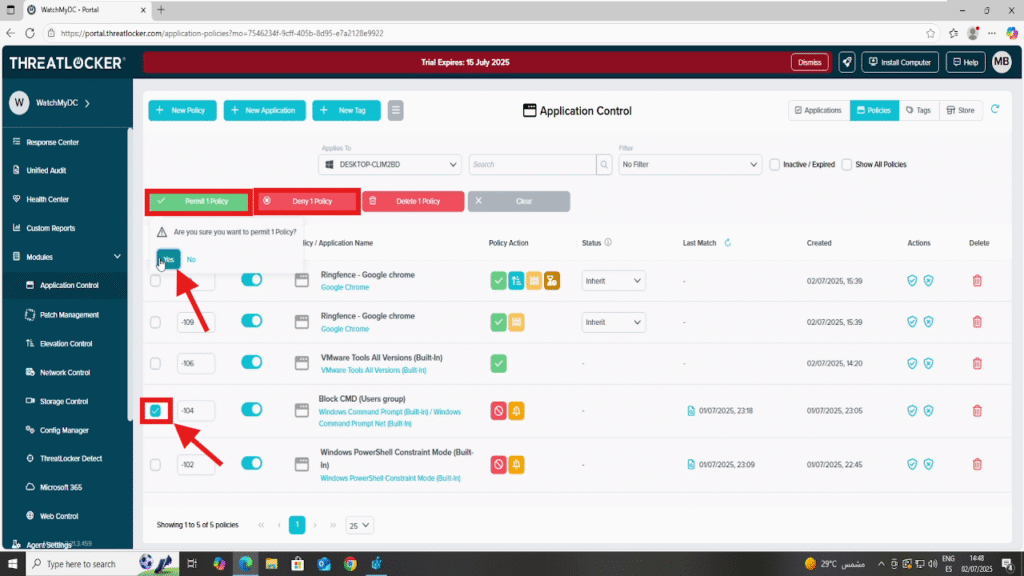 WatchMyDC - Portal
https://portal.threatlocker.com/application-policies?mo=7546234f-9cff-405b-8d95-e7a2128e9922
THREATLOCKER
Trial Expires: 15 July 2025
Dismiss
Install Computer
Help
MB
W
WatchMyDC
New Policy
New Application
New Tag
Application Control
Applications
Policies
Tags
Store
Response Center
Unified Audit
Health Center
Custom Reports
Modules
Application Control
Patch Management
Elevation Control
Network Control
Storage Control
Config Manager
ThreatLocker Detect
Microsoft 365
Web Control
Agent Settings
Applies To
DESKTOP-CLIM2BD
Search
Filter
No Filter
Inactive / Expired
Show All Policies
Permit 1 Policy
Deny 1 Policy
Delete 1 Policy
Clear
Are you sure you want to permit 1 Policy?
Yes
No
/ Application Name
Policy Action
Status
Last Match
Created
Actions
Delete
Ringfence - Google chrome
Google Chrome
Inherit
-
02/07/2025, 15:39
-109
Ringfence - Google chrome
Google Chrome
Inherit
-
02/07/2025, 15:39
-106
VMware Tools All Versions (Built-In)
VMware Tools All Versions (Built-In)
-
-
02/07/2025, 14:20
-104
Block CMD (Users group)
Windows Command Prompt (Built-In) / Windows
Command Prompt Net (Built-In)
-
01/07/2025, 23:18
01/07/2025, 23:05
-102
Windows PowerShell Constraint Mode (Built-
In)
Windows PowerShell Constraint Mode (Built-In)
-
01/07/2025, 23:09
01/07/2025, 22:45
Showing 1 to 5 of 5 policies
1
25
Type here to search
29°C
مشمس
ENG
ES
14:48
02/07/2025